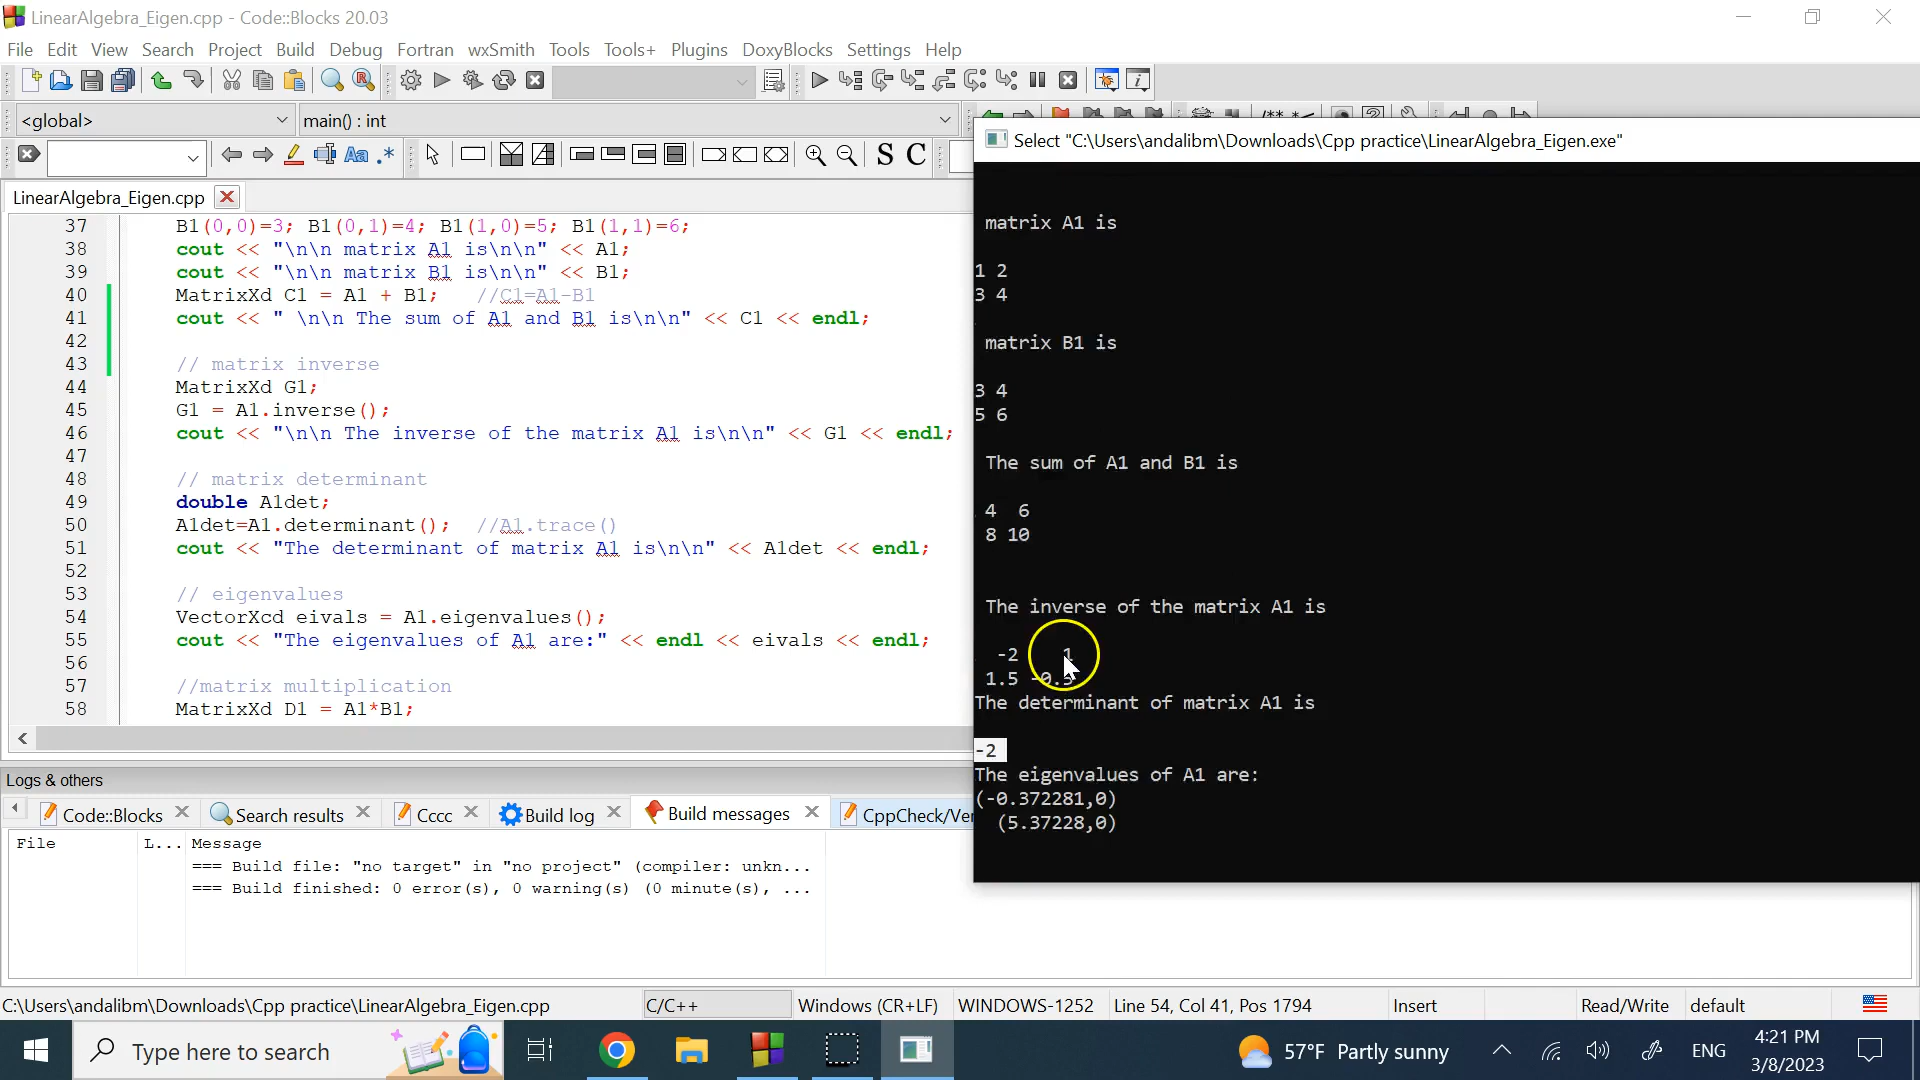 LinearAlgebra_Eigen.cpp - Code::Blocks 20.03
File Edit View Search Project Build Debug Fortran wxSmith Tools Tools+ Plugins DoxyBlocks Settings Help
<global> main() : int
S C
LinearAlgebra_Eigen.cpp
37 B1(0,0)=3; B1(0,1)=4; B1(1,0)=5; B1(1,1)=6;
38 cout << "\n\n matrix A1 is\n\n" << A1;
39 cout << "\n\n matrix B1 is\n\n" << B1;
40 MatrixXd C1 = A1 + B1; //C1=A1-B1
41 cout << " \n\n The sum of A1 and B1 is\n\n" << C1 << endl;
42
43 // matrix inverse
44 MatrixXd G1;
45 G1 = A1.inverse();
46 cout << "\n\n The inverse of the matrix A1 is\n\n" << G1 << endl;
47
48 // matrix determinant
49 double A1det;
50 A1det=A1.determinant(); //A1.trace()
51 cout << "The determinant of matrix A1 is\n\n" << A1det << endl;
52
53 // eigenvalues
54 VectorXcd eivals = A1.eigenvalues();
55 cout << "The eigenvalues of A1 are:" << endl << eivals << endl;
56
57 //matrix multiplication
58 MatrixXd D1 = A1*B1;
Select "C:\Users\andalibm\Downloads\Cpp practice\LinearAlgebra_Eigen.exe"
matrix A1 is
1 2
3 4
matrix B1 is
3 4
5 6
The sum of A1 and B1 is
4 6
8 10
The inverse of the matrix A1 is
-2 1
1.5 -0.5
The determinant of matrix A1 is
-2
The eigenvalues of A1 are:
(-0.372281,0)
(5.37228,0)
Logs & others
Code::Blocks Search results Cccc Build log Build messages CppCheck/Ver
File L... Message
=== Build file: "no target" in "no project" (compiler: unkn...
=== Build finished: 0 error(s), 0 warning(s) (0 minute(s), ...
C:\Users\andalibm\Downloads\Cpp practice\LinearAlgebra_Eigen.cpp C/C++ Windows (CR+LF) WINDOWS-1252 Line 54, Col 41, Pos 1794 Insert Read/Write default
Type here to search 57°F Partly sunny ENG 4:21 PM
3/8/2023